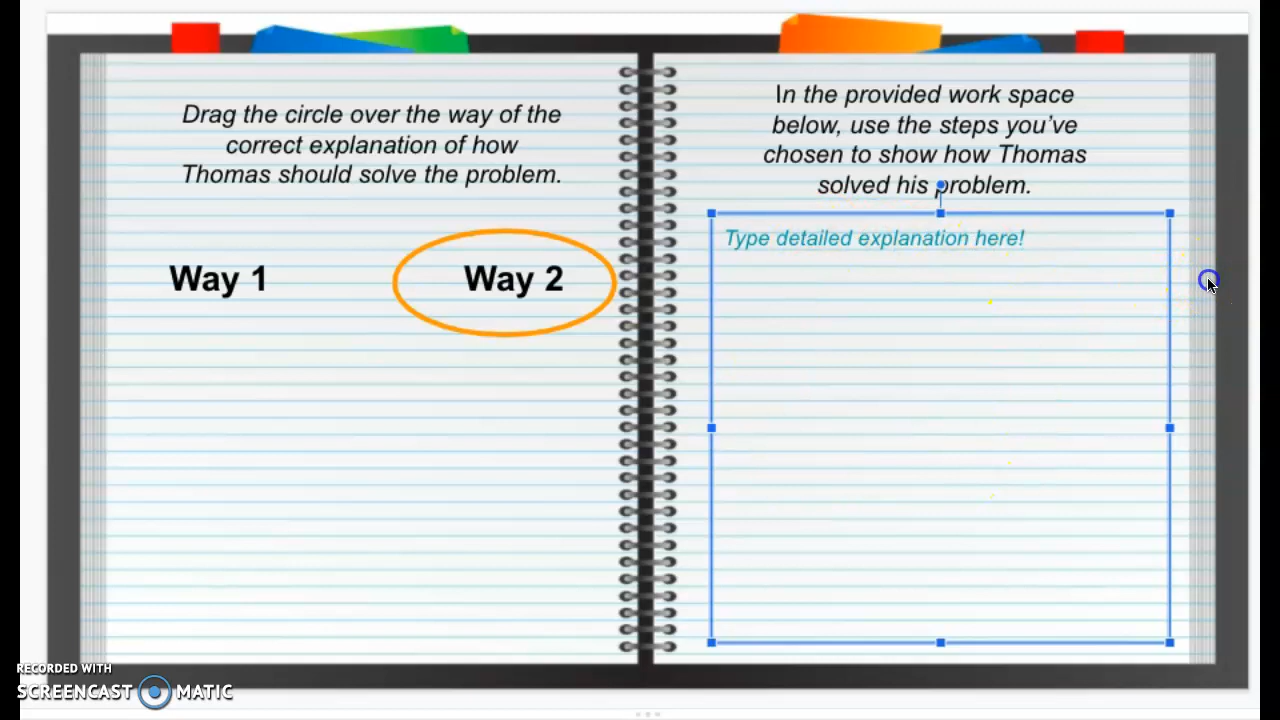 Drag the circle over the way of the
correct explanation of how
Thomas should solve the problem.
Way 1
Way 2
In the provided work space
below, use the steps you've
chosen to show how Thomas
solved his problem.
Type detailed explanation here!
RECORDED WITH
SCREENCAST MATIC